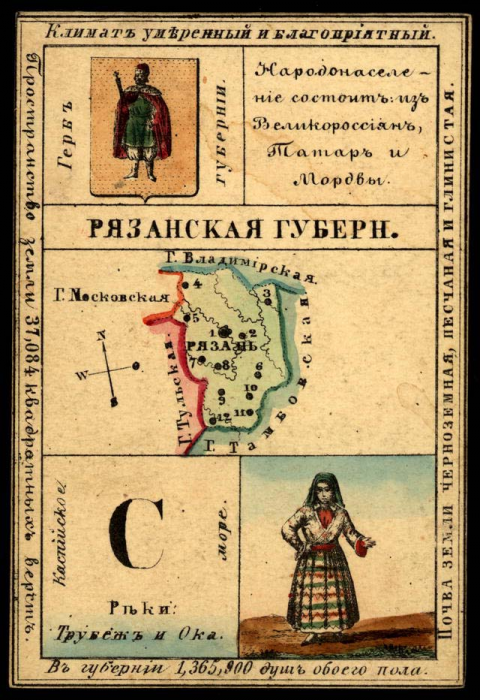 Климатъ умѣренный и благопріятный.
Пространство земли 37,084 квадратныхъ верстъ.
Гербъ
губерніи.
Народонаселе-
ніе состоитъ: изъ
Великороссіянъ,
Татаръ и
Мордвы.
РЯЗАНСКАЯ ГУБЕРН.
Г. Владимірская.
Г. Московская
Г. Тульская.
Г. Тамбовская
4
3
5
1
2
РЯЗАНЬ
7
8
6
9
10
11
12
N
W
O
S
Каспійское
море.
С
Рѣки:
Трубежъ и Ока.
Почва земли черноземная, песчаная и глинистая.
Въ губерніи 1,365,900 душъ обоего пола.